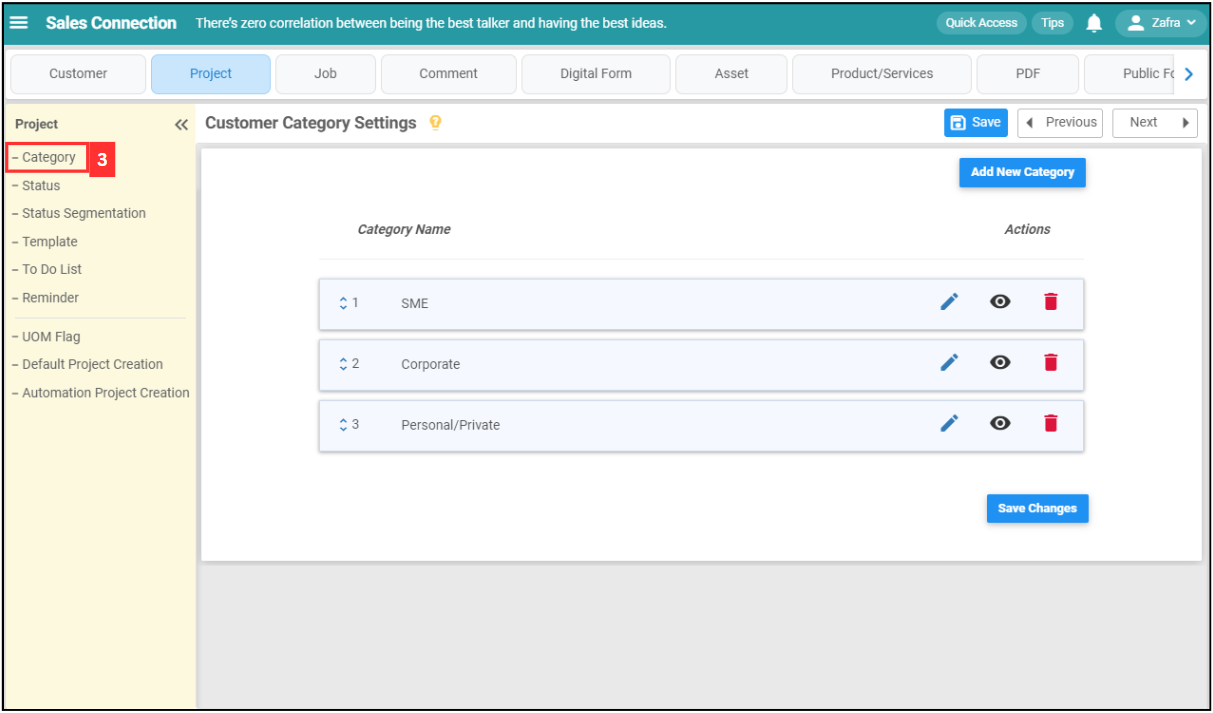 Sales Connection There's zero correlation between being the best talker and having the best ideas. Quick Access Tips Zafra
Customer Project Job Comment Digital Form Asset Product/Services PDF Public Fo
Project Customer Category Settings Save Previous Next
– Category 3
– Status
– Status Segmentation
– Template
– To Do List
– Reminder
– UOM Flag
– Default Project Creation
– Automation Project Creation
Add New Category
Category Name Actions
1 SME
2 Corporate
3 Personal/Private
Save Changes